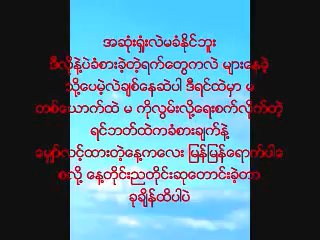 အဆုံးရှုံးလဲမခံနိုင်ဘူး
ဒီလိုနဲ့ပဲခံစားခဲ့တဲ့ရက်တွေကလဲ များနေခဲ့
သို့ပေမဲ့လဲချစ်နေဆဲပါ ဒီရင်ထဲမှာ မ
ဘစ်ယောက်ထဲ မ ကိုလွမ်းလို့ရေးစက်လိုက်တဲ့
ရင်ဘတ်ထဲကခံစားချက်နဲ့
မျှော်လင့်ထားတဲ့နေ့ကလေး မြန်မြန်ရောက်ပါ
စလို့ နေ့တိုင်းညတိုင်းဆုတောင်းခဲ့တာ
ခုချိန်ထိပါပဲ